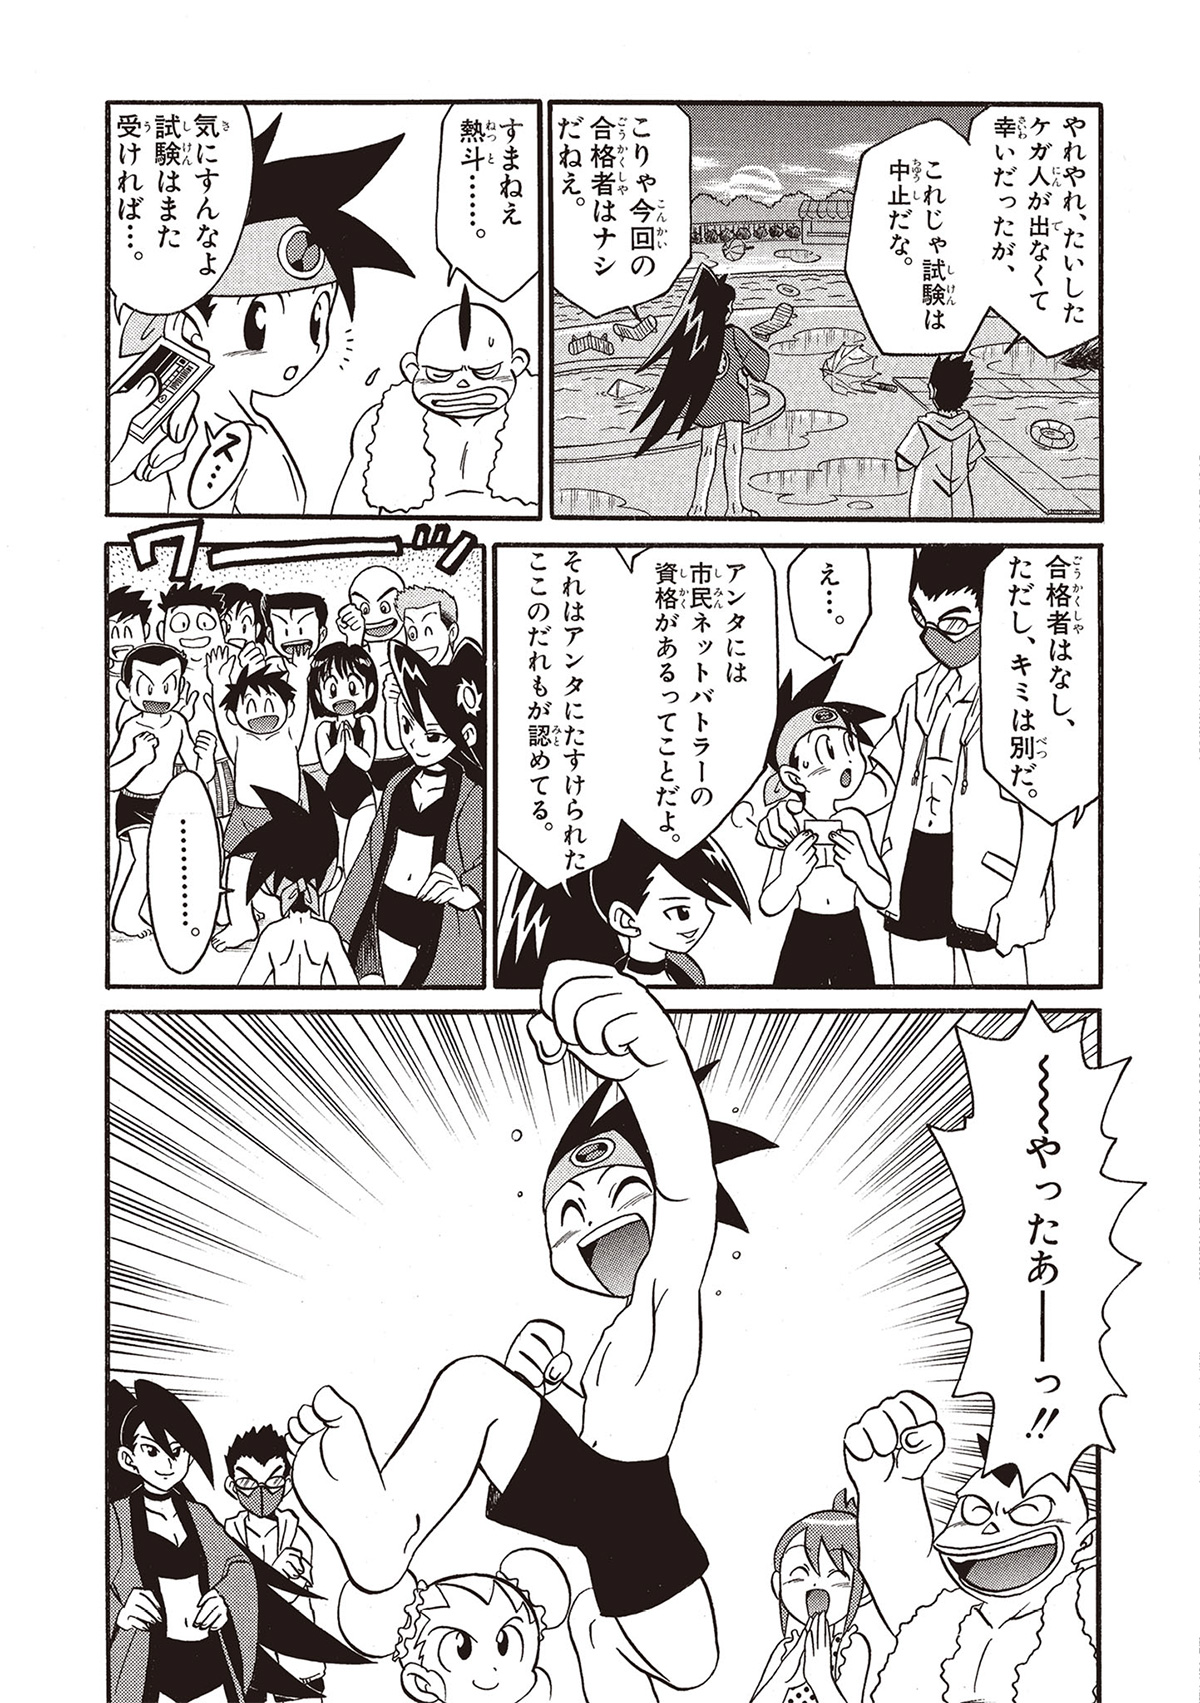 やれやれ、たいした
ケガ人が出なくて
幸いだったが、
これじゃ試験は
中止だな。
こりゃ今回の
合格者はナシ
だねえ。
すまねえ
熱斗……。
気にすんなよ
試験はまた
受ければ…。
ス…
合格者はなし、
ただし、キミは別だ。
え…。
アンタには
市民ネットバトラーの
資格があるってことだよ。
それはアンタにたすけられた
ここのだれもが認めてる。
ワーーーッ
…………。
〜〜〜やったあーーっ!!